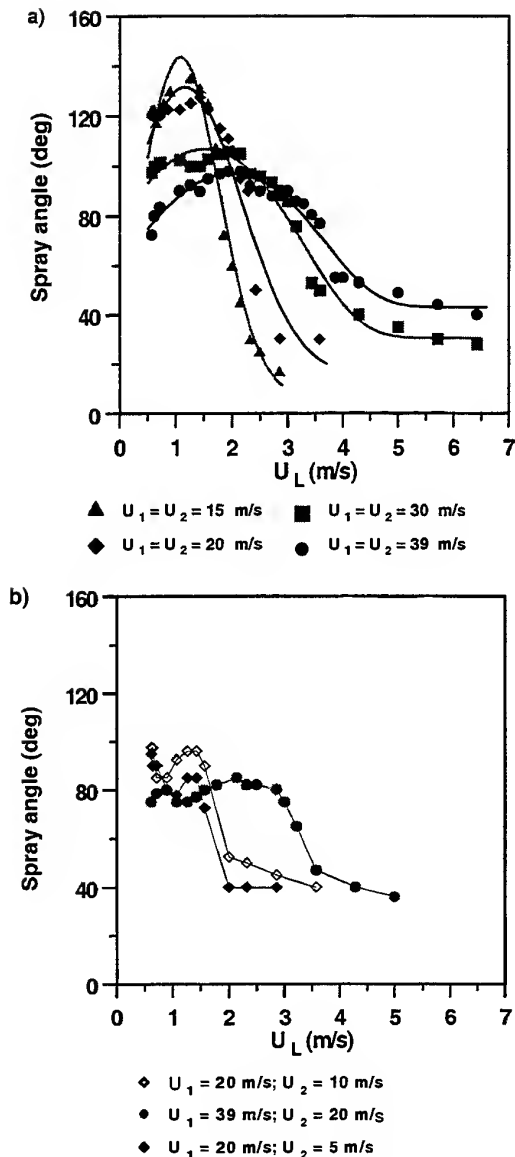 a)
160
120
80
40
0
Spray angle (deg)
0 1 2 3 4 5 6 7
U L (m/s)
U 1 = U 2 = 15 m/s
U 1 = U 2 = 30 m/s
U 1 = U 2 = 20 m/s
U 1 = U 2 = 39 m/s
b)
160
120
80
40
0
Spray angle (deg)
0 1 2 3 4 5 6 7
U L (m/s)
U 1 = 20 m/s; U 2 = 10 m/s
U 1 = 39 m/s; U 2 = 20 m/s
U 1 = 20 m/s; U 2 = 5 m/s